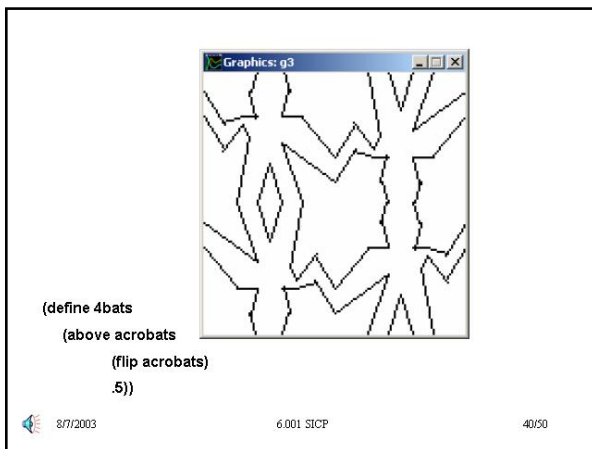 Graphics: g3
(define 4bats
(above acrobats
(flip acrobats)
.5))
8/7/2003
6.001 SICP
40/50